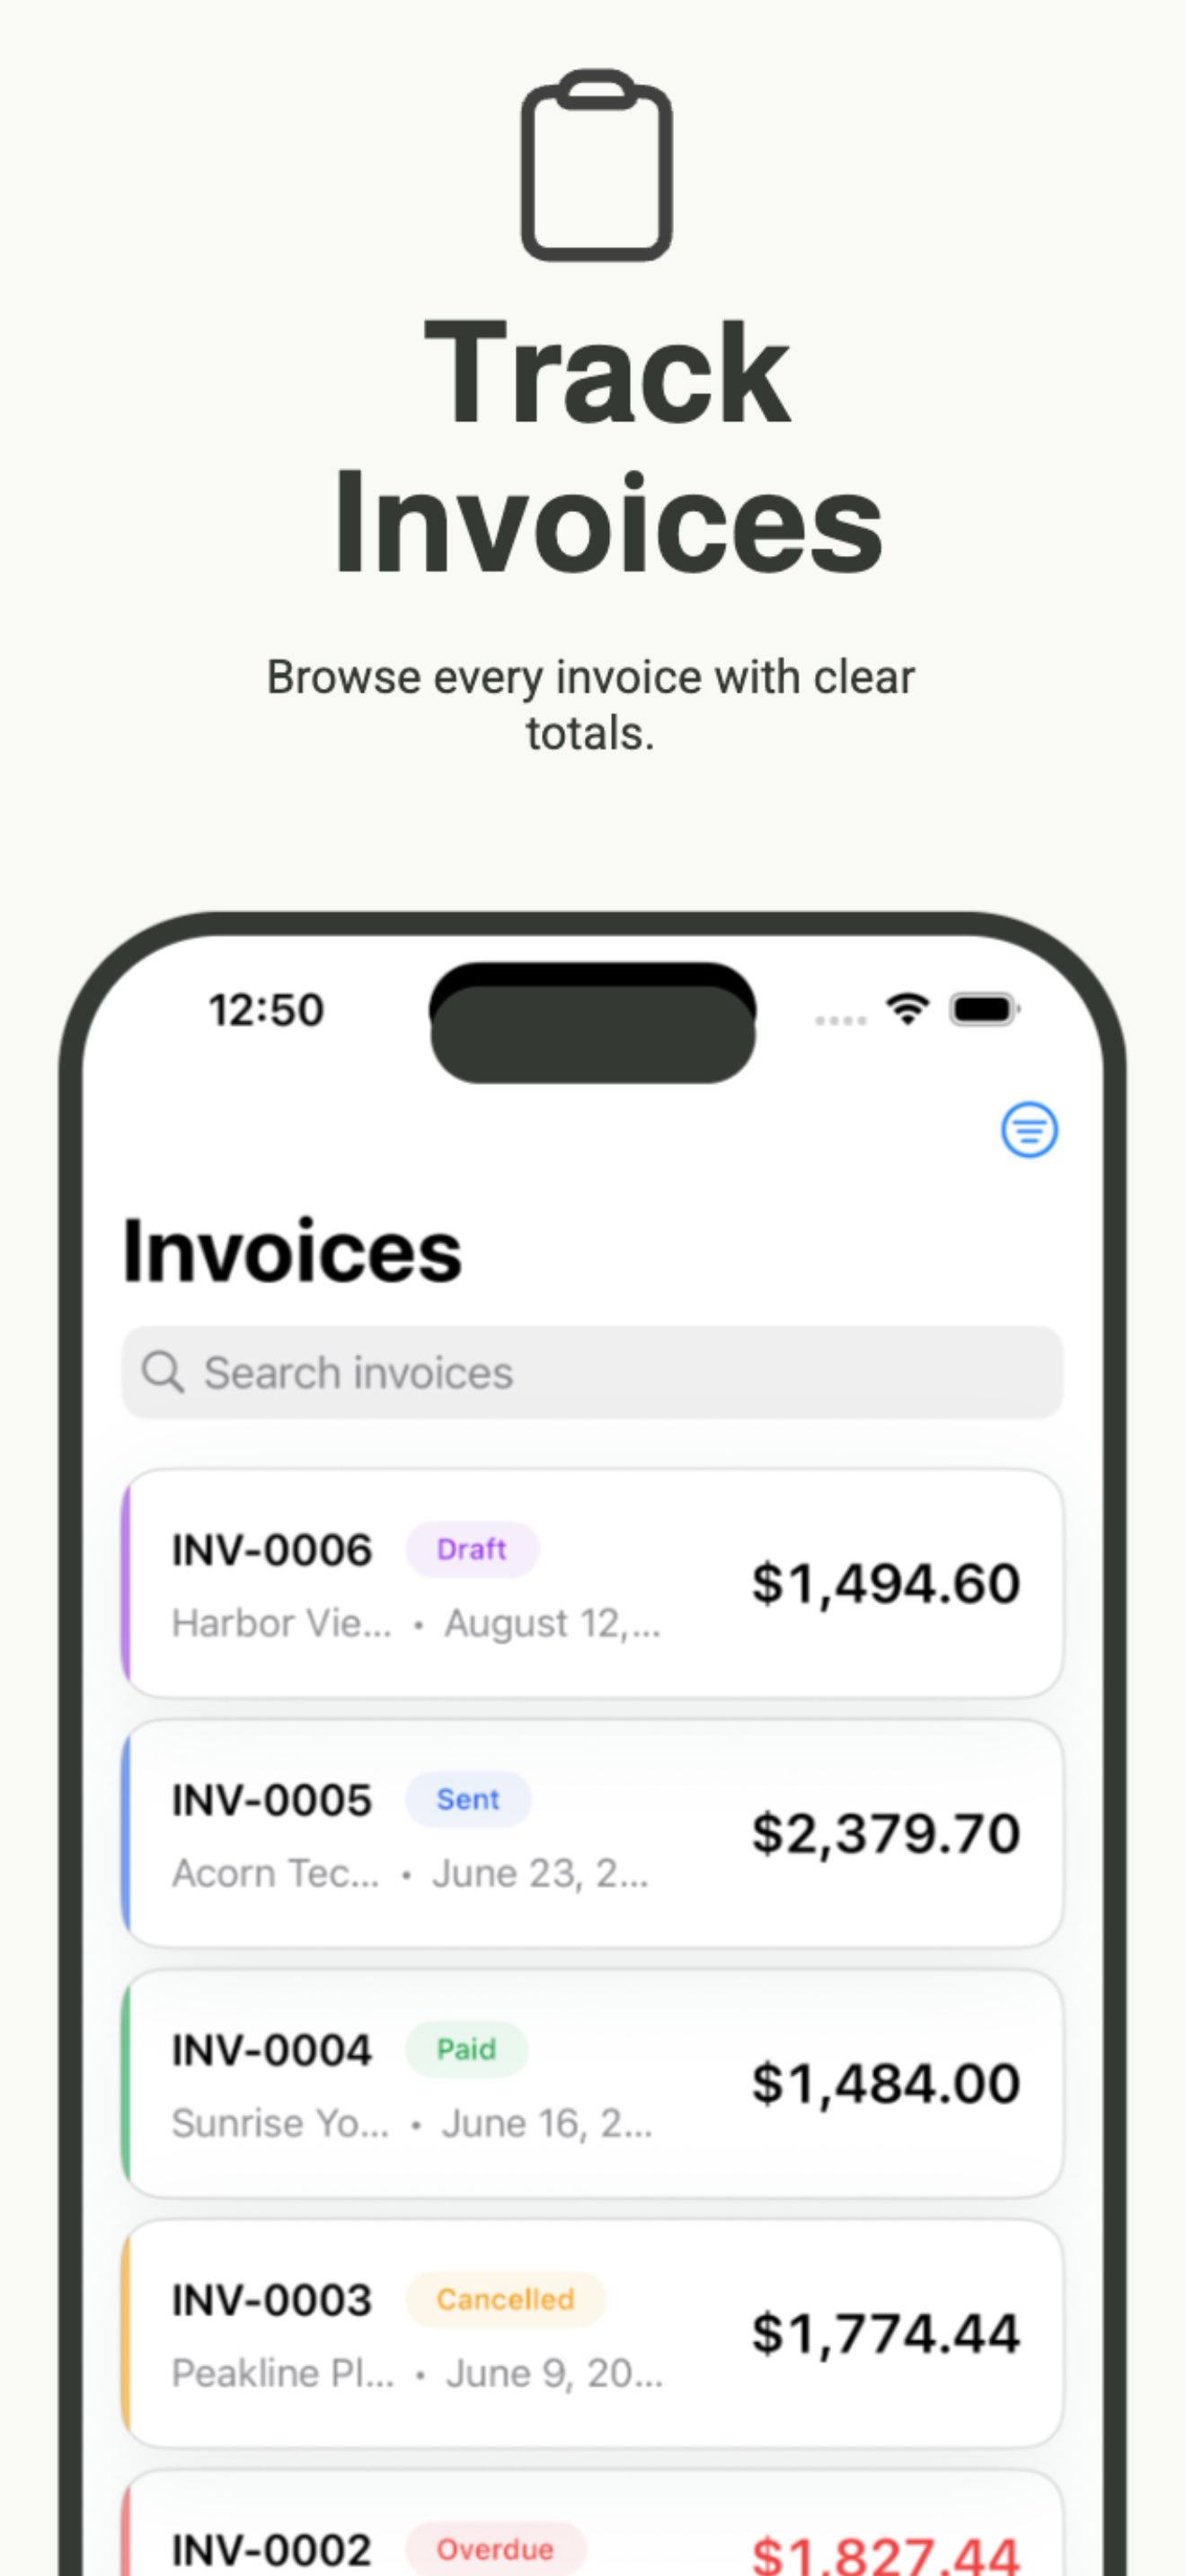 Track
Invoices
Browse every invoice with clear
totals.
12:50
Invoices
Search invoices
INV-0006 Draft
$1,494.60
Harbor Vie... • August 12,...
INV-0005 Sent
$2,379.70
Acorn Tec... • June 23, 2...
INV-0004 Paid
$1,484.00
Sunrise Yo... • June 16, 2...
INV-0003 Cancelled
$1,774.44
Peakline Pl... • June 9, 20...
INV-0002 Overdue
$1,827.44